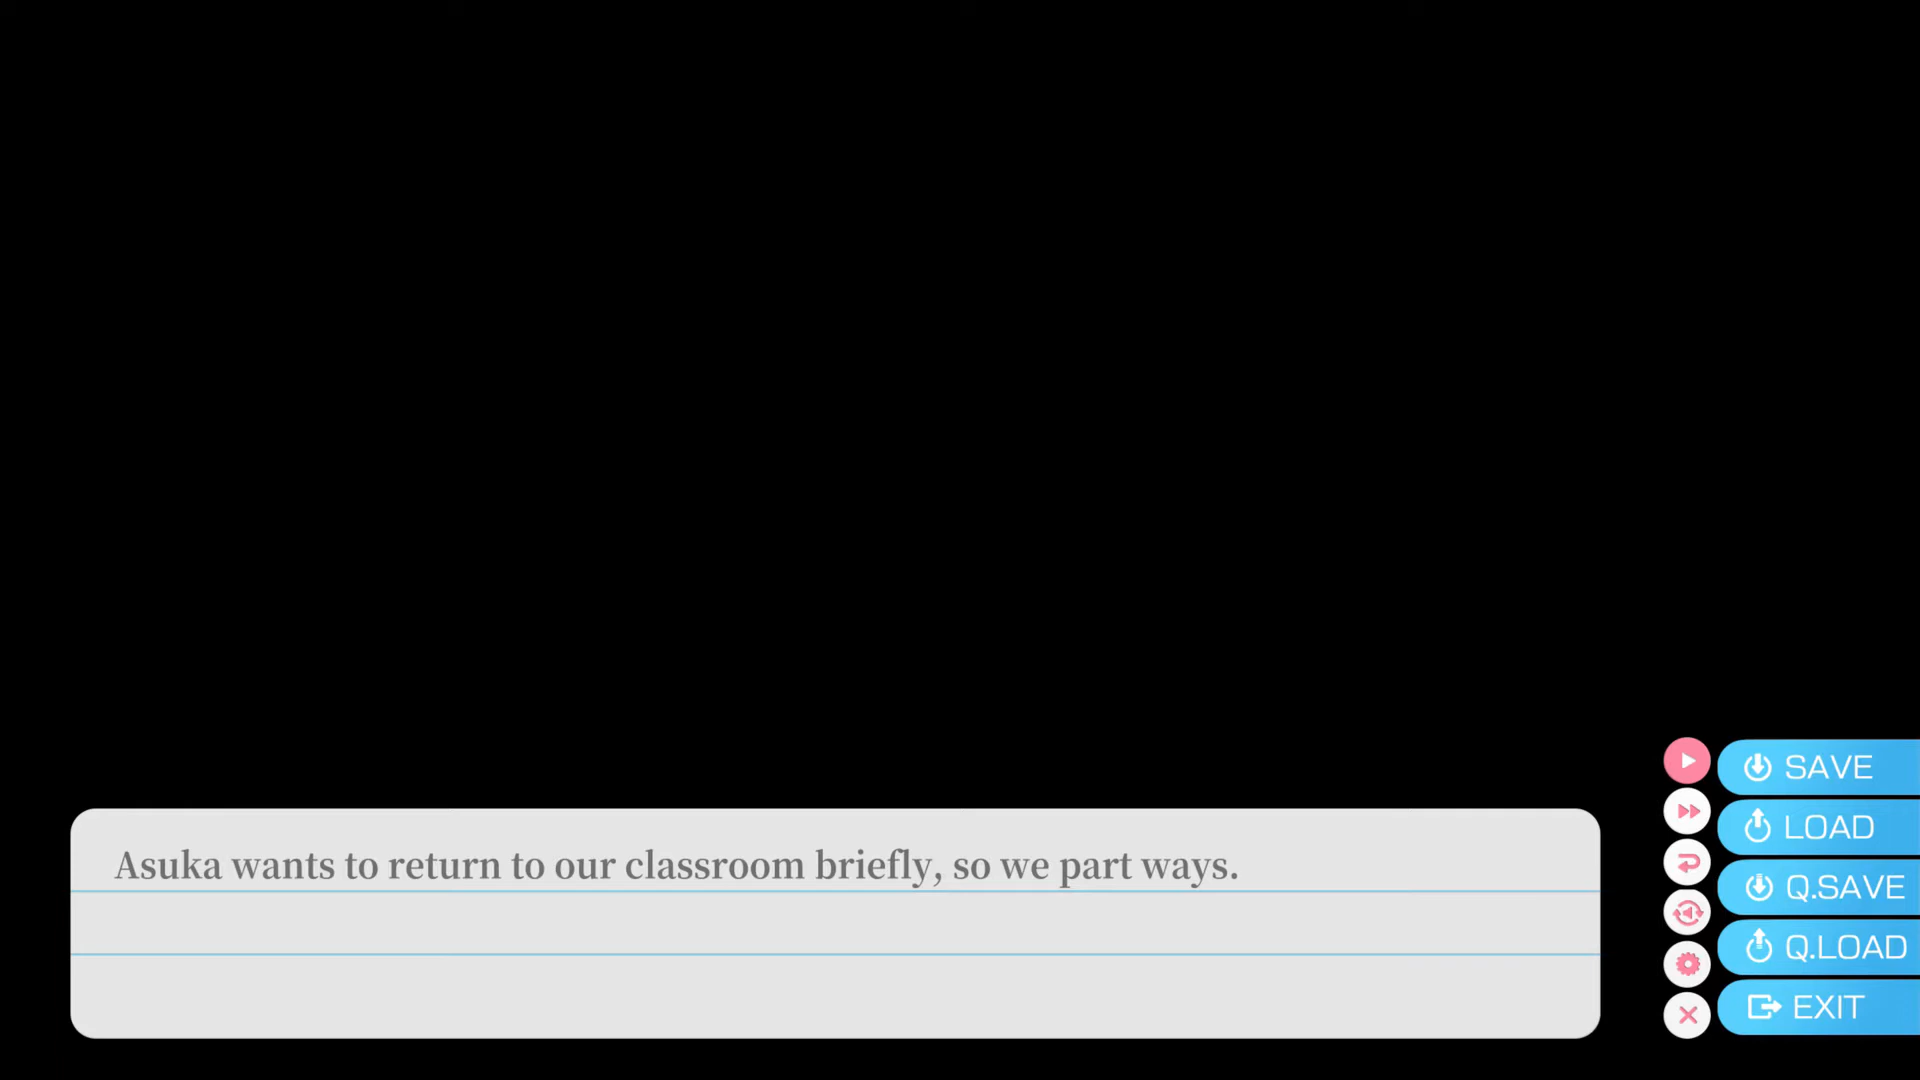 Asuka wants to return to our classroom briefly, so we part ways.
SAVE
LOAD
Q.SAVE
Q.LOAD
EXIT